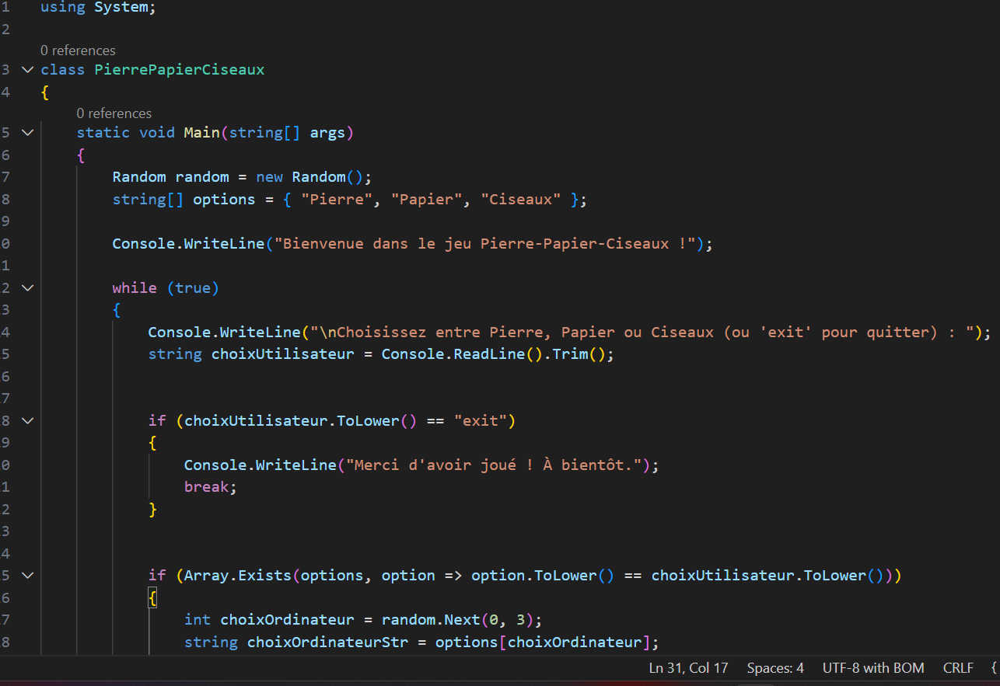 1 using System;
2
0 references
3 class PierrePapierCiseaux
4 {
0 references
5 static void Main(string[] args)
6 {
7 Random random = new Random();
8 string[] options = { "Pierre", "Papier", "Ciseaux" };
9
0 Console.WriteLine("Bienvenue dans le jeu Pierre-Papier-Ciseaux !");
1
2 while (true)
3 {
4 Console.WriteLine("\nChoisissez entre Pierre, Papier ou Ciseaux (ou 'exit' pour quitter) : ");
5 string choixUtilisateur = Console.ReadLine().Trim();
6
7
8 if (choixUtilisateur.ToLower() == "exit")
9 {
0 Console.WriteLine("Merci d'avoir joué ! À bientôt.");
1 break;
2 }
3
4
5 if (Array.Exists(options, option => option.ToLower() == choixUtilisateur.ToLower()))
6 {
7 int choixOrdinateur = random.Next(0, 3);
8 string choixOrdinateurStr = options[choixOrdinateur];
Ln 31, Col 17 Spaces: 4 UTF-8 with BOM CRLF {